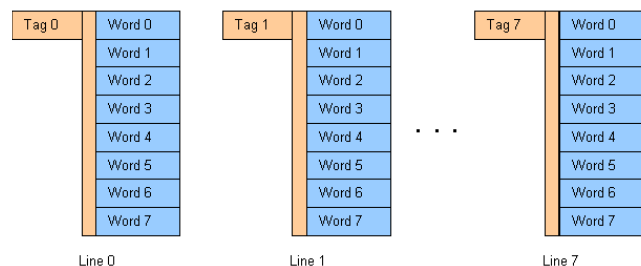 Tag 0 Word 0 Tag 1 Word 0 Tag 7 Word 0
Word 1 Word 1 Word 1
Word 2 Word 2 Word 2
Word 3 Word 3 Word 3
Word 4 . . . Word 4 Word 4
Word 5 Word 5 Word 5
Word 6 Word 6 Word 6
Word 7 Word 7 Word 7
Line 0 Line 1 Line 7